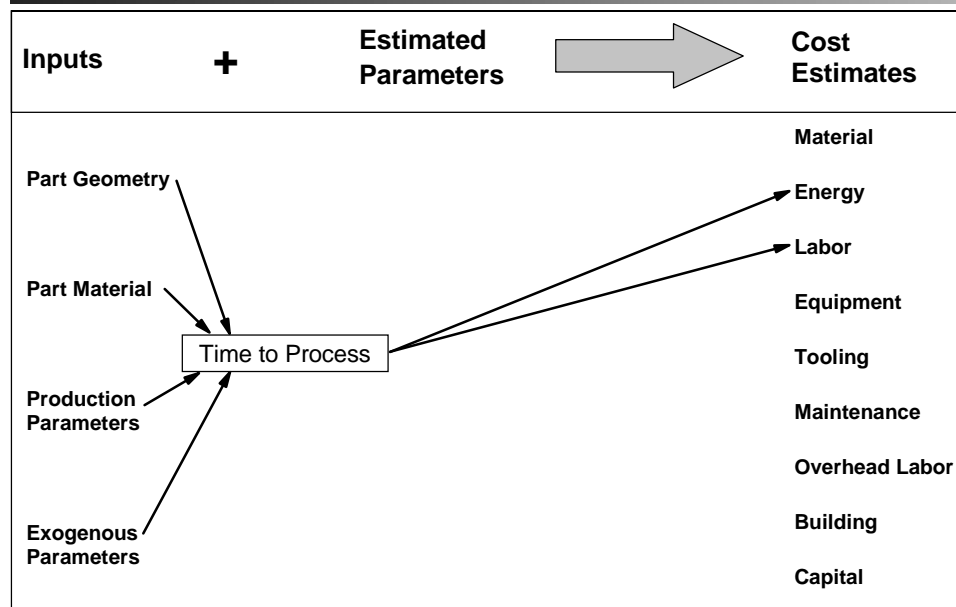 Inputs
+
Estimated
Parameters
Cost
Estimates
Part Geometry
Part Material
Production
Parameters
Exogenous
Parameters
Time to Process
Material
Energy
Labor
Equipment
Tooling
Maintenance
Overhead Labor
Building
Capital